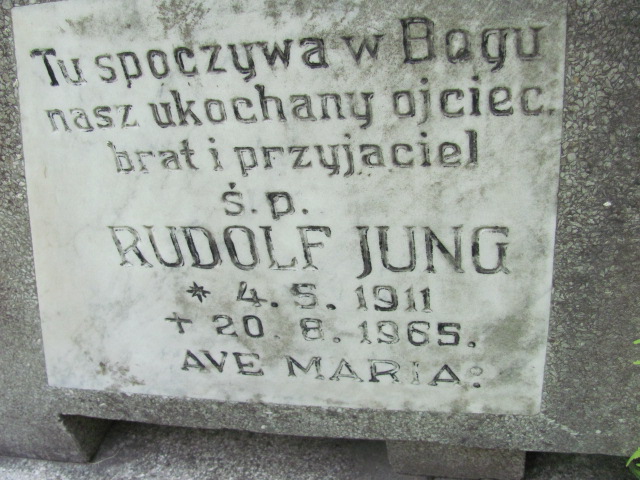 Tu spoczywa w Bogu
nasz ukochany ojciec
brat i przyjaciel
ś. p.
RUDOLF JUNG
* 4. 5. 1911
+ 20. 8. 1965.
AVE MARIA: